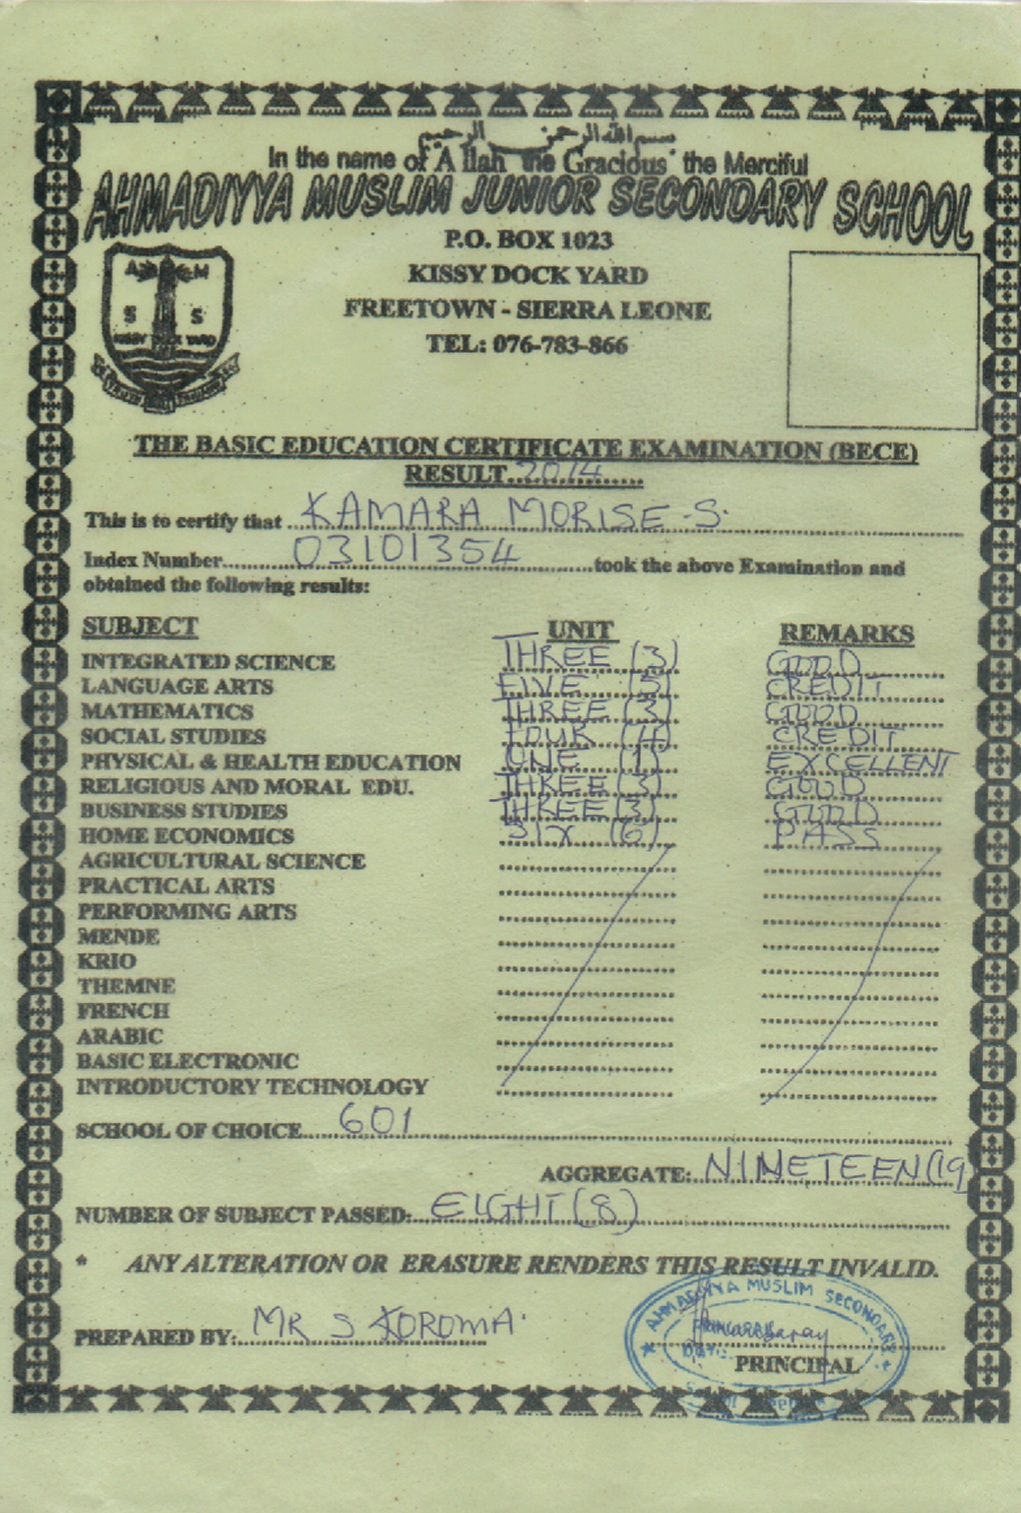 بسم الله الرحمن الرحيم
In the name of Allah the Gracious the Merciful
AHMADIYYA MUSLIM JUNIOR SECONDARY SCHOOL
P.O. BOX 1023
KISSY DOCK YARD
FREETOWN - SIERRA LEONE
TEL: 076-783-866
A M
S S
KISSY DOCK YARD
THE BASIC EDUCATION CERTIFICATE EXAMINATION (BECE)
RESULT 2014
This is to certify that KAMARA MORISE .S.
Index Number 03101354 took the above Examination and
obtained the following results:
SUBJECT UNIT REMARKS
INTEGRATED SCIENCE THREE (3) GOOD
LANGUAGE ARTS FIVE (5) CREDIT
MATHEMATICS THREE (3) GOOD
SOCIAL STUDIES FOUR (4) CREDIT
PHYSICAL & HEALTH EDUCATION ONE (1) EXCELLENT
RELIGIOUS AND MORAL EDU. THREE (3) GOOD
BUSINESS STUDIES THREE (3) GOOD
HOME ECONOMICS SIX (6) PASS
AGRICULTURAL SCIENCE
PRACTICAL ARTS
PERFORMING ARTS
MENDE
KRIO
THEMNE
FRENCH
ARABIC
BASIC ELECTRONIC
INTRODUCTORY TECHNOLOGY
SCHOOL OF CHOICE 601
AGGREGATE: NINETEEN (19)
NUMBER OF SUBJECT PASSED: EIGHT (8)
* ANY ALTERATION OR ERASURE RENDERS THIS RESULT INVALID.
PREPARED BY: MR S KOROMA.
AHMADIYYA MUSLIM SECONDARY
PRINCIPAL